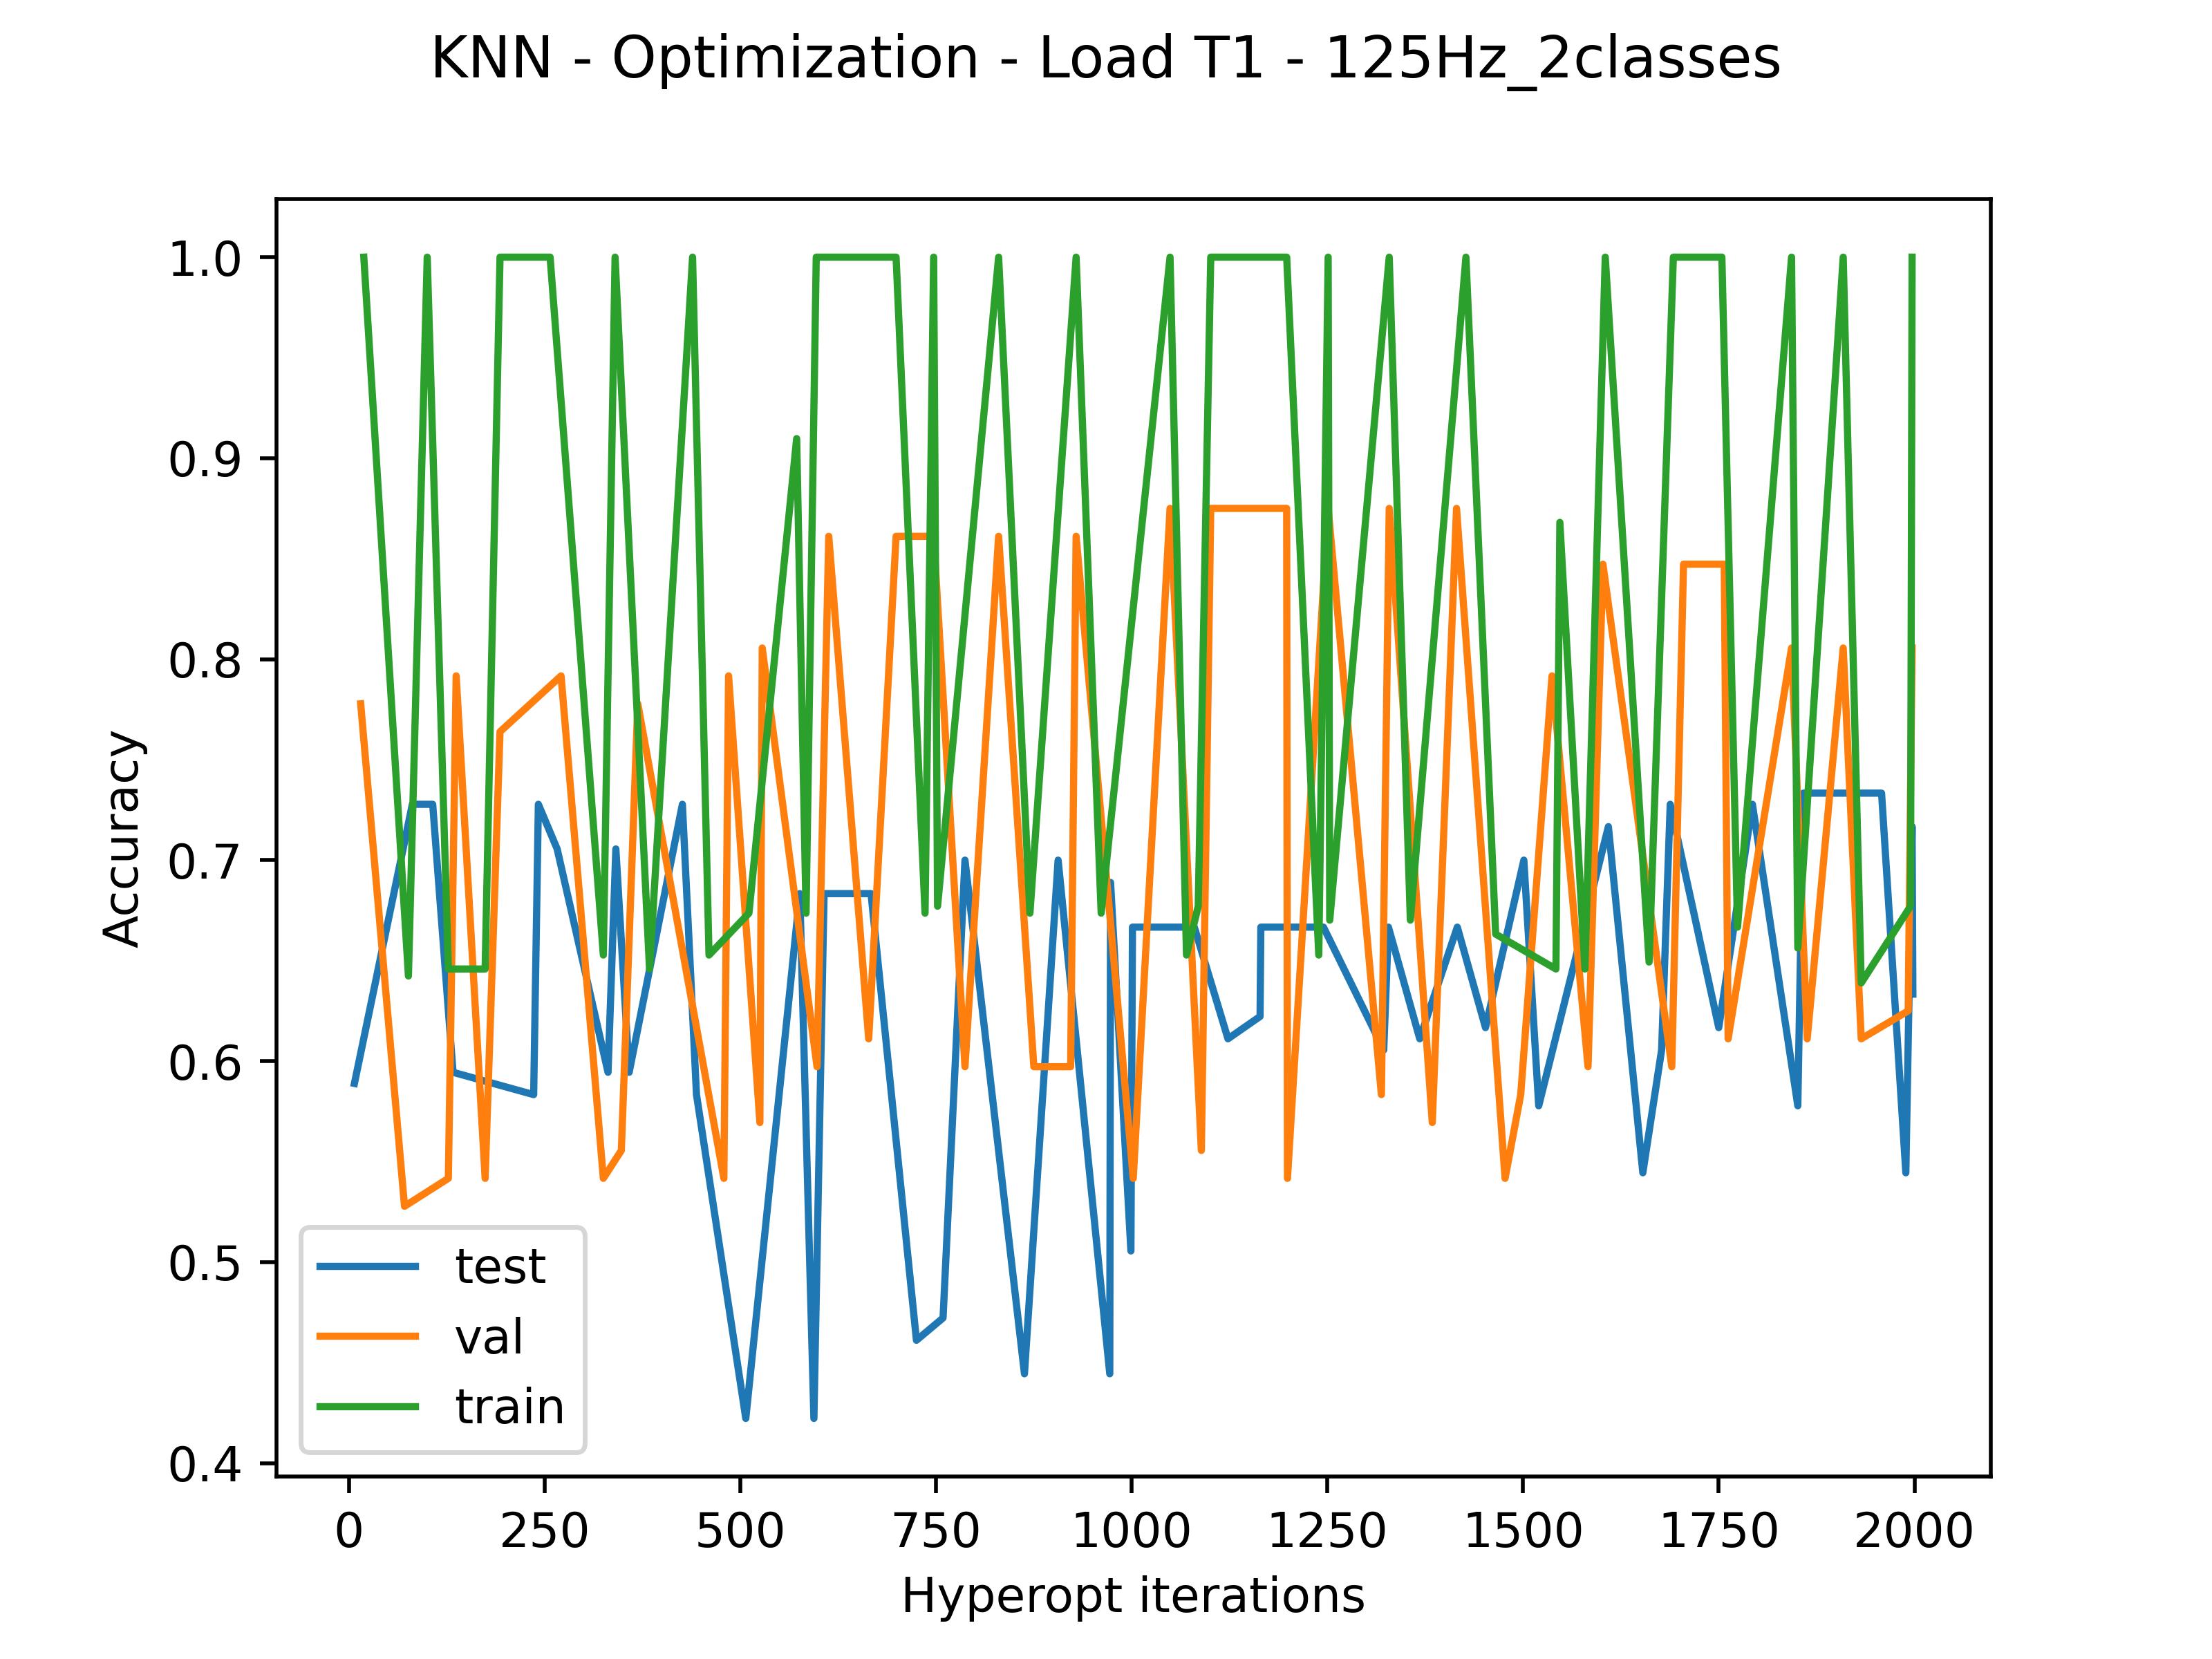 KNN - Optimization - Load T1 - 125Hz_2classes
1.0
0.9
0.8
0.7
0.6
0.5
0.4
Accuracy
test
val
train
0 250 500 750 1000 1250 1500 1750 2000
Hyperopt iterations